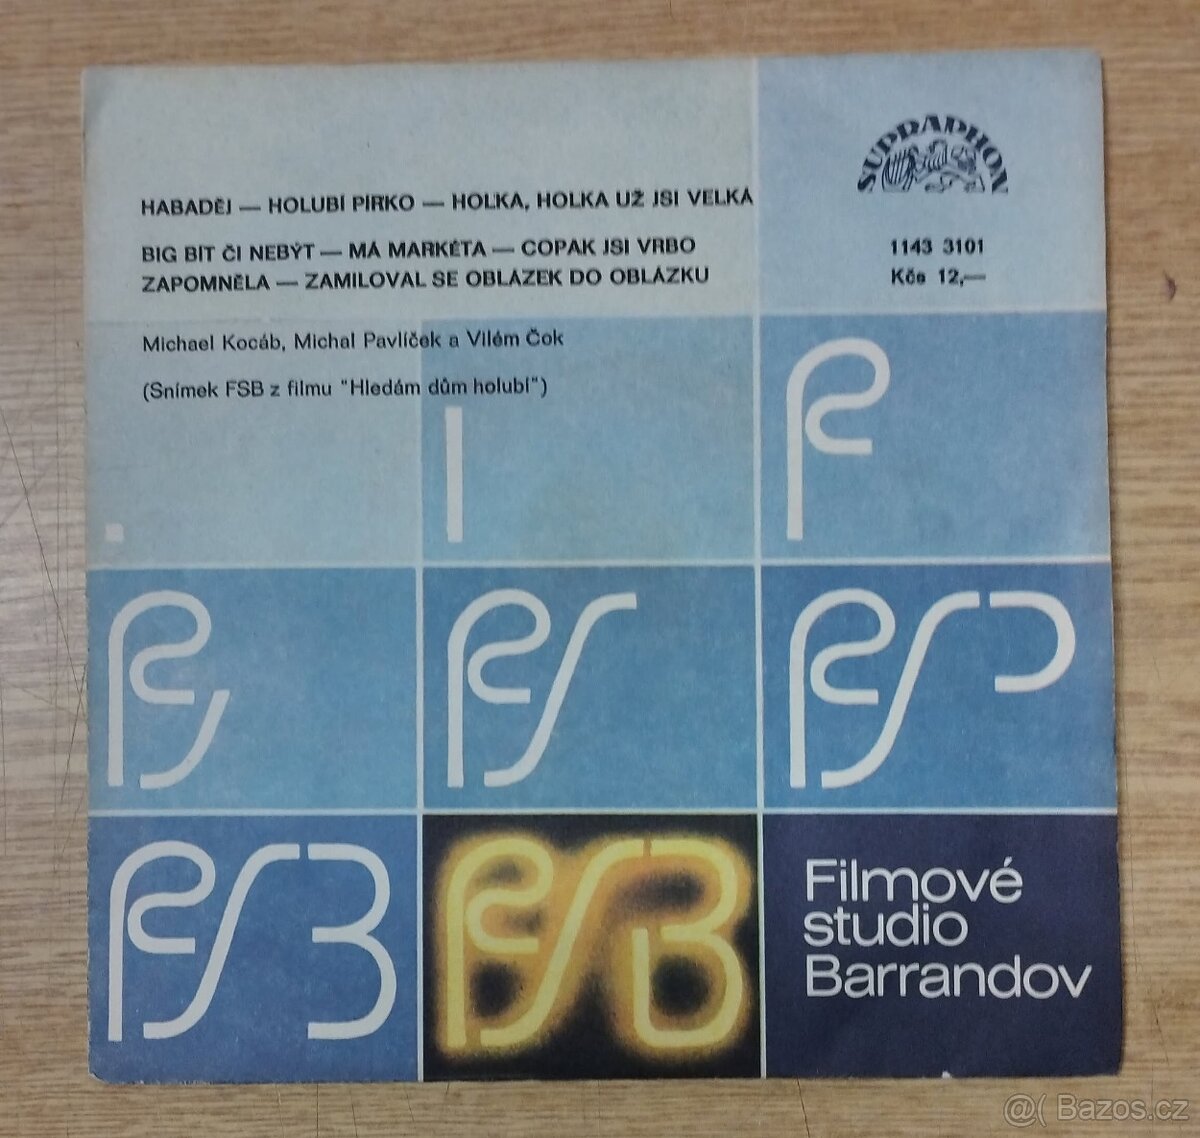 HABADĚJ — HOLUBÍ PÍRKO — HOLKA, HOLKA UŽ JSI VELKÁ
BIG BÍT ČI NEBÝT — MÁ MARKÉTA — COPAK JSI VRBO
ZAPOMNĚLA — ZAMILOVAL SE OBLÁZEK DO OBLÁZKU
Michael Kocáb, Michal Pavlíček a Vilém Čok
(Snímek FSB z filmu "Hledám dům holubí")
SUPRAPHON
1143 3101
Kčs 12,—
FSB
Filmové
studio
Barrandov
@( Bazos.cz